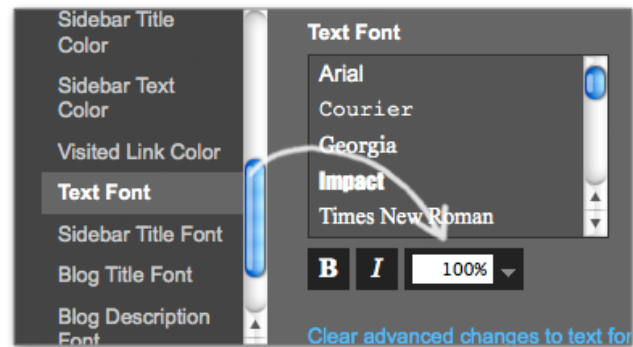 Sidebar Title
Color
Sidebar Text
Color
Visited Link Color
Text Font
Sidebar Title Font
Blog Title Font
Blog Description
Font
Text Font
Arial
Courier
Georgia
Impact
Times New Roman
B I 100%
Clear advanced changes to text for